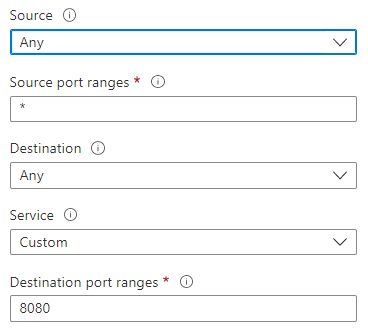 Source
Any
Source port ranges *
*
Destination
Any
Service
Custom
Destination port ranges *
8080